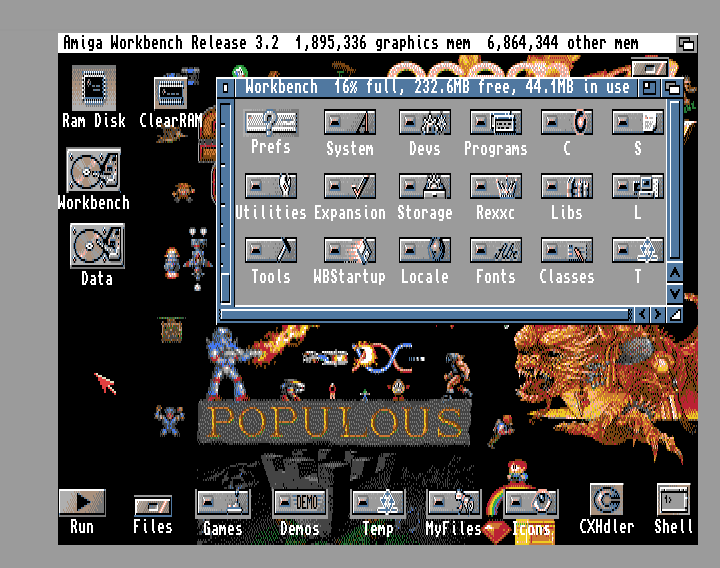 Amiga Workbench Release 3.2  1,895,336 graphics mem  6,864,344 other mem
Workbench  16% full, 232.6MB free, 44.1MB in use
Ram Disk
ClearRAM
Prefs
System
Devs
Programs
C
S
Workbench
Utilities
Expansion
Storage
Rexxc
Libs
L
Data
Tools
WBStartup
Locale
Fonts
Classes
T
POPULOUS
DEMO
Run
Files
Games
Demos
Temp
MyFiles
Icons
CXHdler
Shell